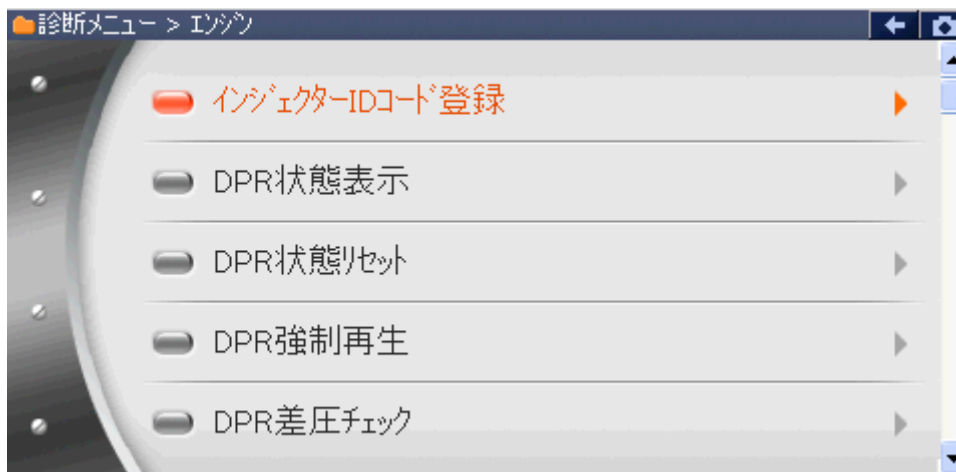 診断メニュー > エンジン
インジェクターIDコード登録
DPR状態表示
DPR状態リセット
DPR強制再生
DPR差圧チェック